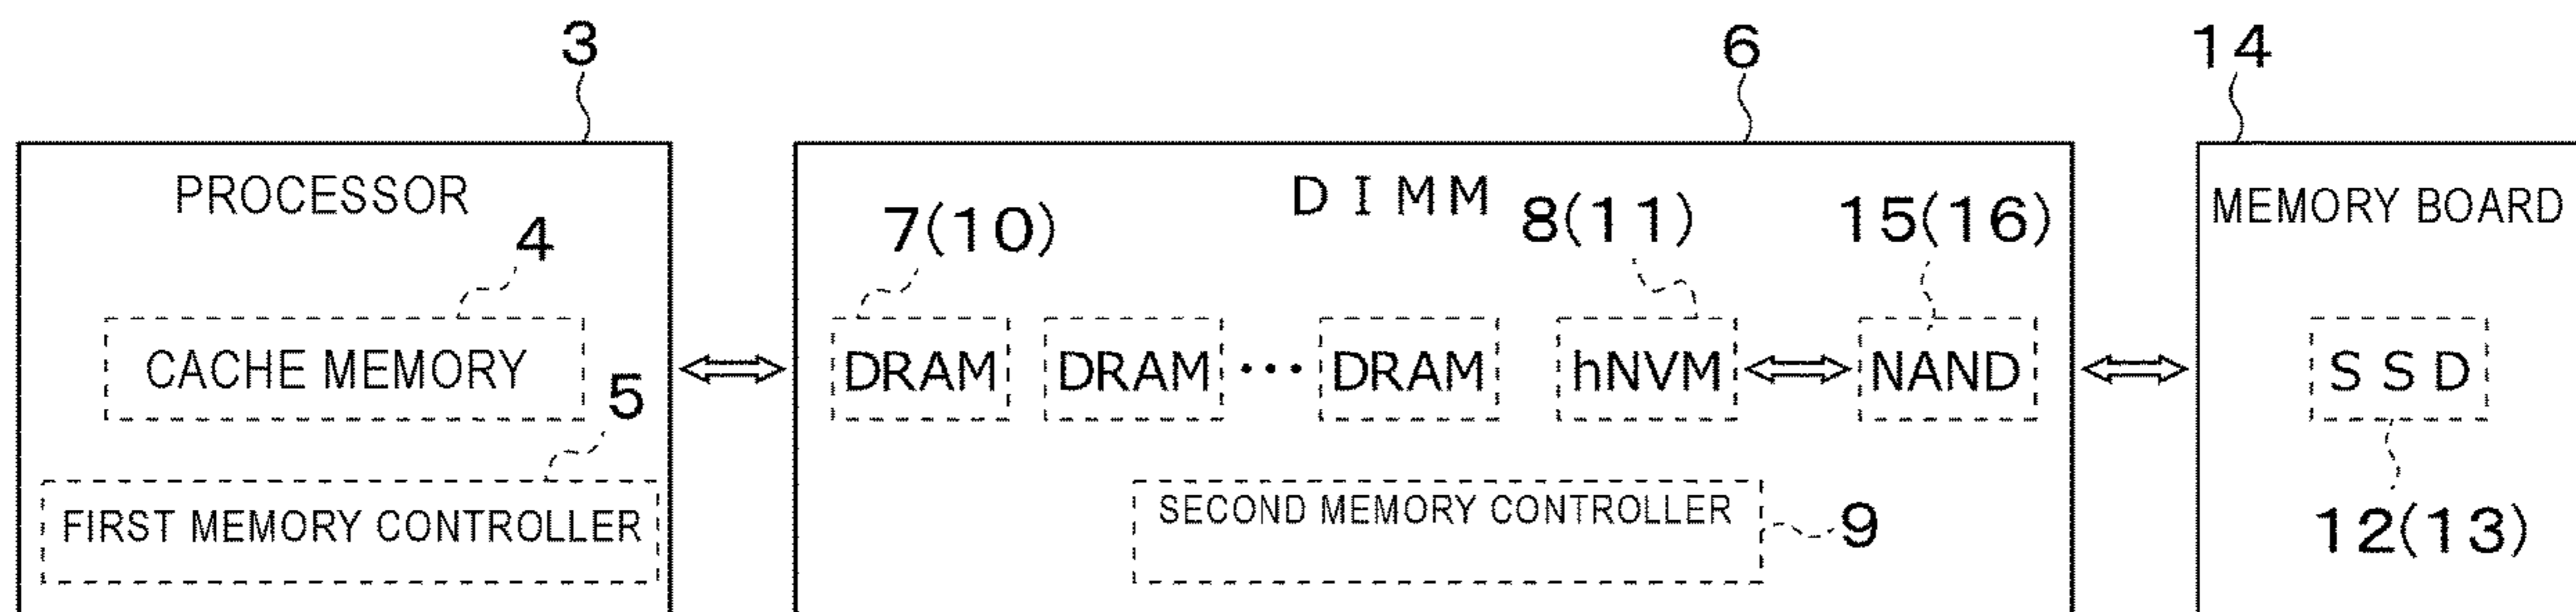 3
6
14
PROCESSOR
DIMM
MEMORY BOARD
4
7(10)
8(11)
15(16)
CACHE MEMORY
DRAM
DRAM
...
DRAM
hNVM
NAND
SSD
5
FIRST MEMORY CONTROLLER
SECOND MEMORY CONTROLLER
9
12(13)